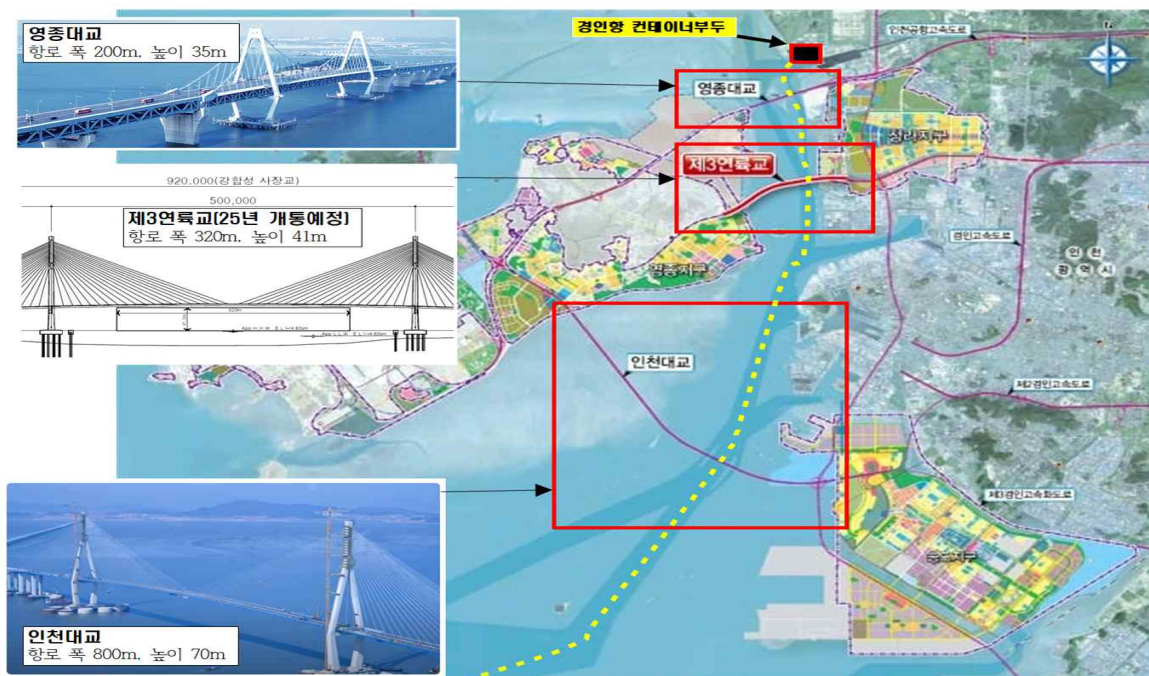 영종대교
항로 폭 200m, 높이 35m
920,000(강합성 사장교)
500,000
제3연륙교(25년 개통예정)
항로 폭 320m, 높이 41m
320m
인천대교
항로 폭 800m, 높이 70m
경인항 컨테이너부두
인천공항고속도로
N
영종대교
청라지구
제3연륙교
경인고속도로
인천
광역시
영종지구
인천대교
제2경인고속도로
제3경인고속화도로
송도지구